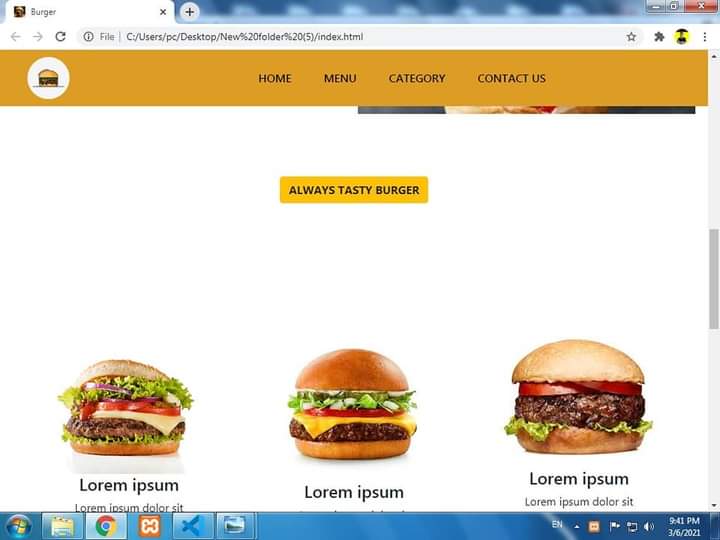 Burger
File
C:/Users/pc/Desktop/New%20folder%20(5)/index.html
HOME MENU CATEGORY CONTACT US
ALWAYS TASTY BURGER
Lorem ipsum
Lorem ipsum dolor sit
Lorem ipsum
Lorem ipsum
Lorem ipsum dolor sit
EN
9:41 PM
3/6/2021